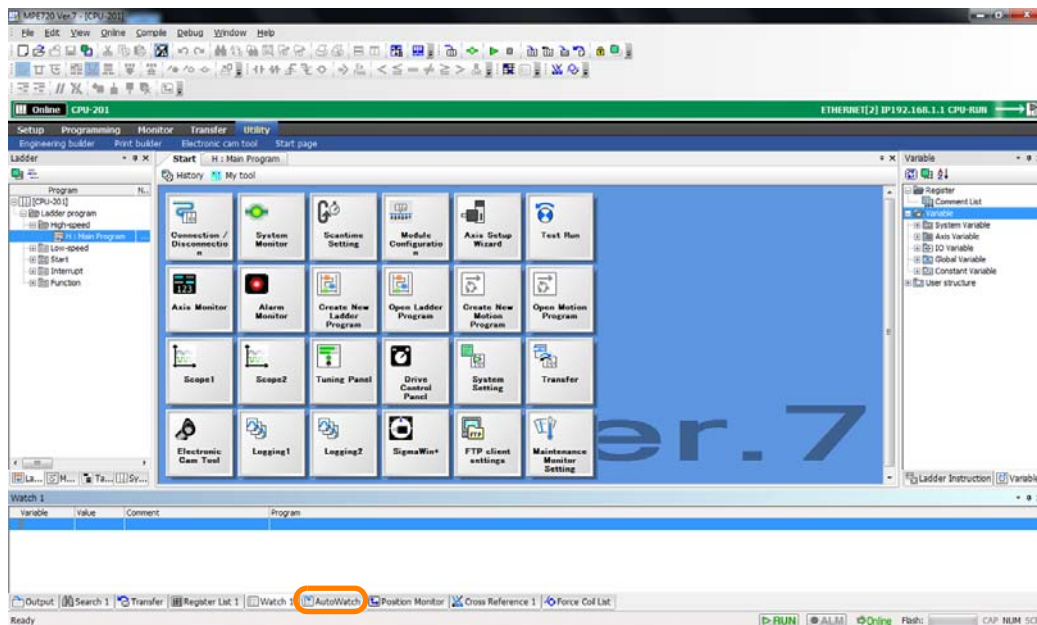 MPE720 Ver.7 - [CPU-201]
File Edit View Online Compile Debug Window Help
Online CPU-201 ETHERNET[2] IP192.168.1.1 CPU-RUN
Setup Programming Monitor Transfer Utility
Engineering builder Print builder Electronic cam tool Start page
Ladder
Program N...
[CPU-201]
Ladder program
High-speed
H : Main Program ...
Low-speed
Start
Interrupt
Function
La... M... Ta... Sy...
Start H : Main Program
History My tool
Connection / Disconnectio n
System Monitor
Scantime Setting
Module Configuratio n
Axis Setup Wizard
Test Run
Axis Monitor
Alarm Monitor
Create New Ladder Program
Open Ladder Program
Create New Motion Program
Open Motion Program
Scope1
Scope2
Tuning Panel
Drive Control Panel
System Setting
Transfer
Electronic Cam Tool
Logging1
Logging2
SigmaWin+
FTP client settings
Maintenance Monitor Setting
er.7
Variable
Register
Comment List
Variable
System Variable
Axis Variable
IO Variable
Global Variable
Constant Variable
User structure
Ladder Instruction Variable
Watch 1
Variable Value Comment Program
Output Search 1 Transfer Register List 1 Watch 1 AutoWatch Position Monitor Cross Reference 1 Force Coil List
Ready RUN ALM Online Flash: CAP NUM SC